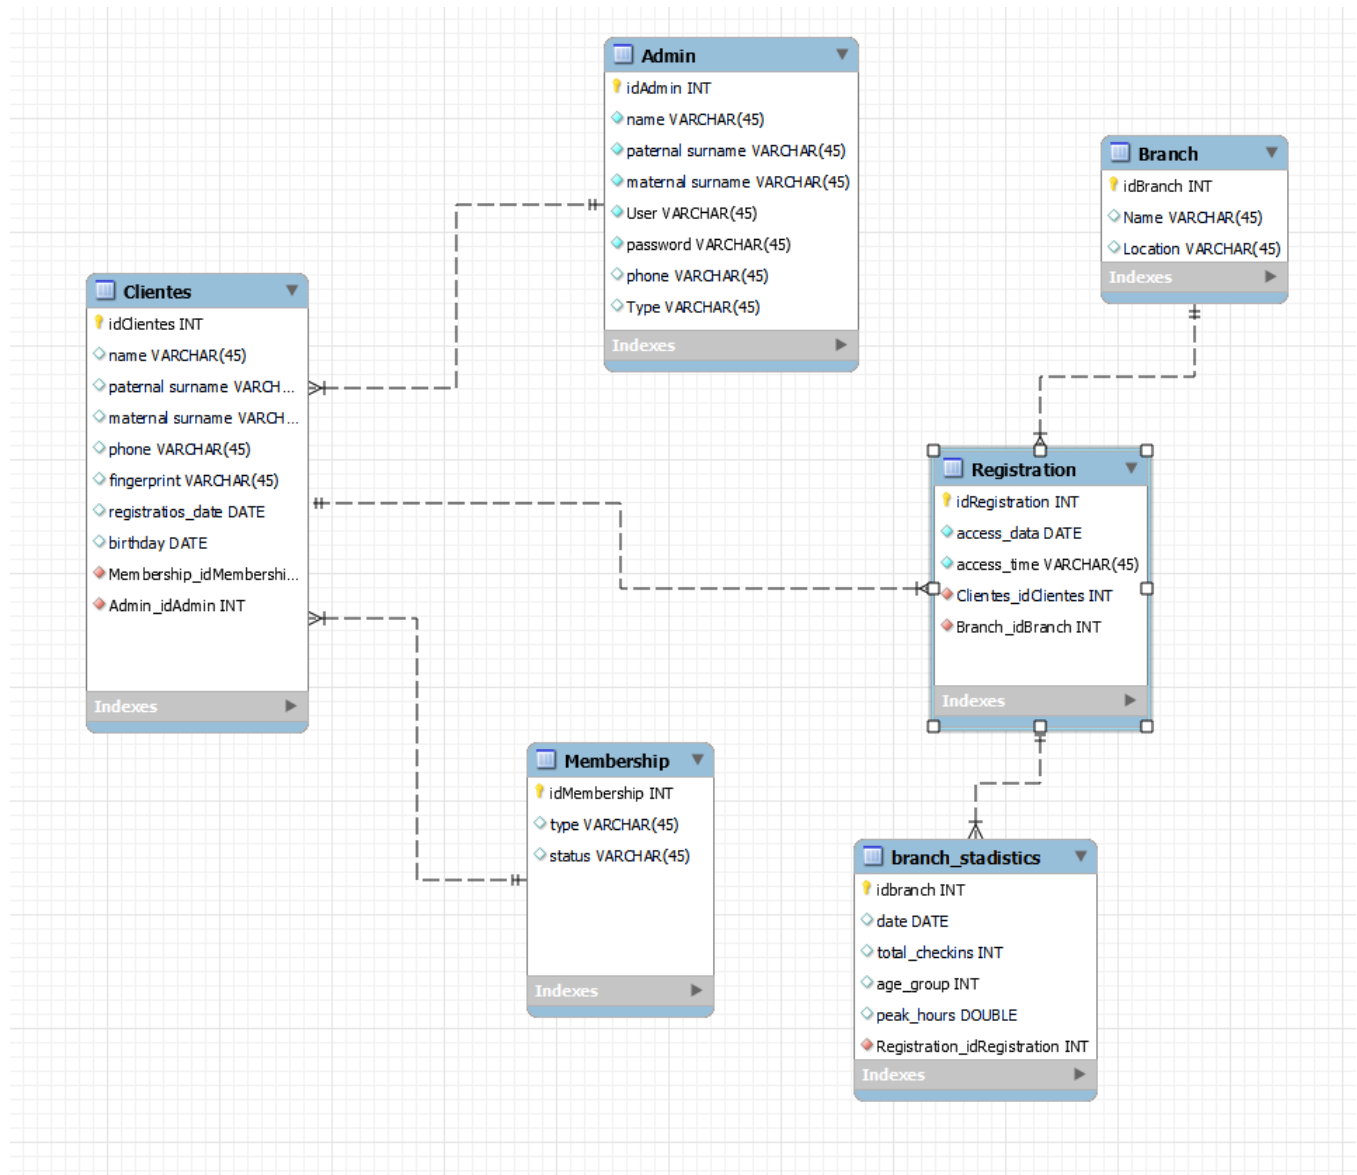 Admin
idAdmin INT
name VARCHAR(45)
paternal surname VARCHAR(45)
maternal surname VARCHAR(45)
User VARCHAR(45)
password VARCHAR(45)
phone VARCHAR(45)
Type VARCHAR(45)
Indexes
Branch
idBranch INT
Name VARCHAR(45)
Location VARCHAR(45)
Indexes
Clientes
idClientes INT
name VARCHAR(45)
paternal surname VARCH...
maternal surname VARCH...
phone VARCHAR(45)
fingerprint VARCHAR(45)
registratios_date DATE
birthday DATE
Membership_idMembershi...
Admin_idAdmin INT
Indexes
Registration
idRegistration INT
access_data DATE
access_time VARCHAR(45)
Clientes_idClientes INT
Branch_idBranch INT
Indexes
Membership
idMembership INT
type VARCHAR(45)
status VARCHAR(45)
Indexes
branch_stadistics
idbranch INT
date DATE
total_checkins INT
age_group INT
peak_hours DOUBLE
Registration_idRegistration INT
Indexes